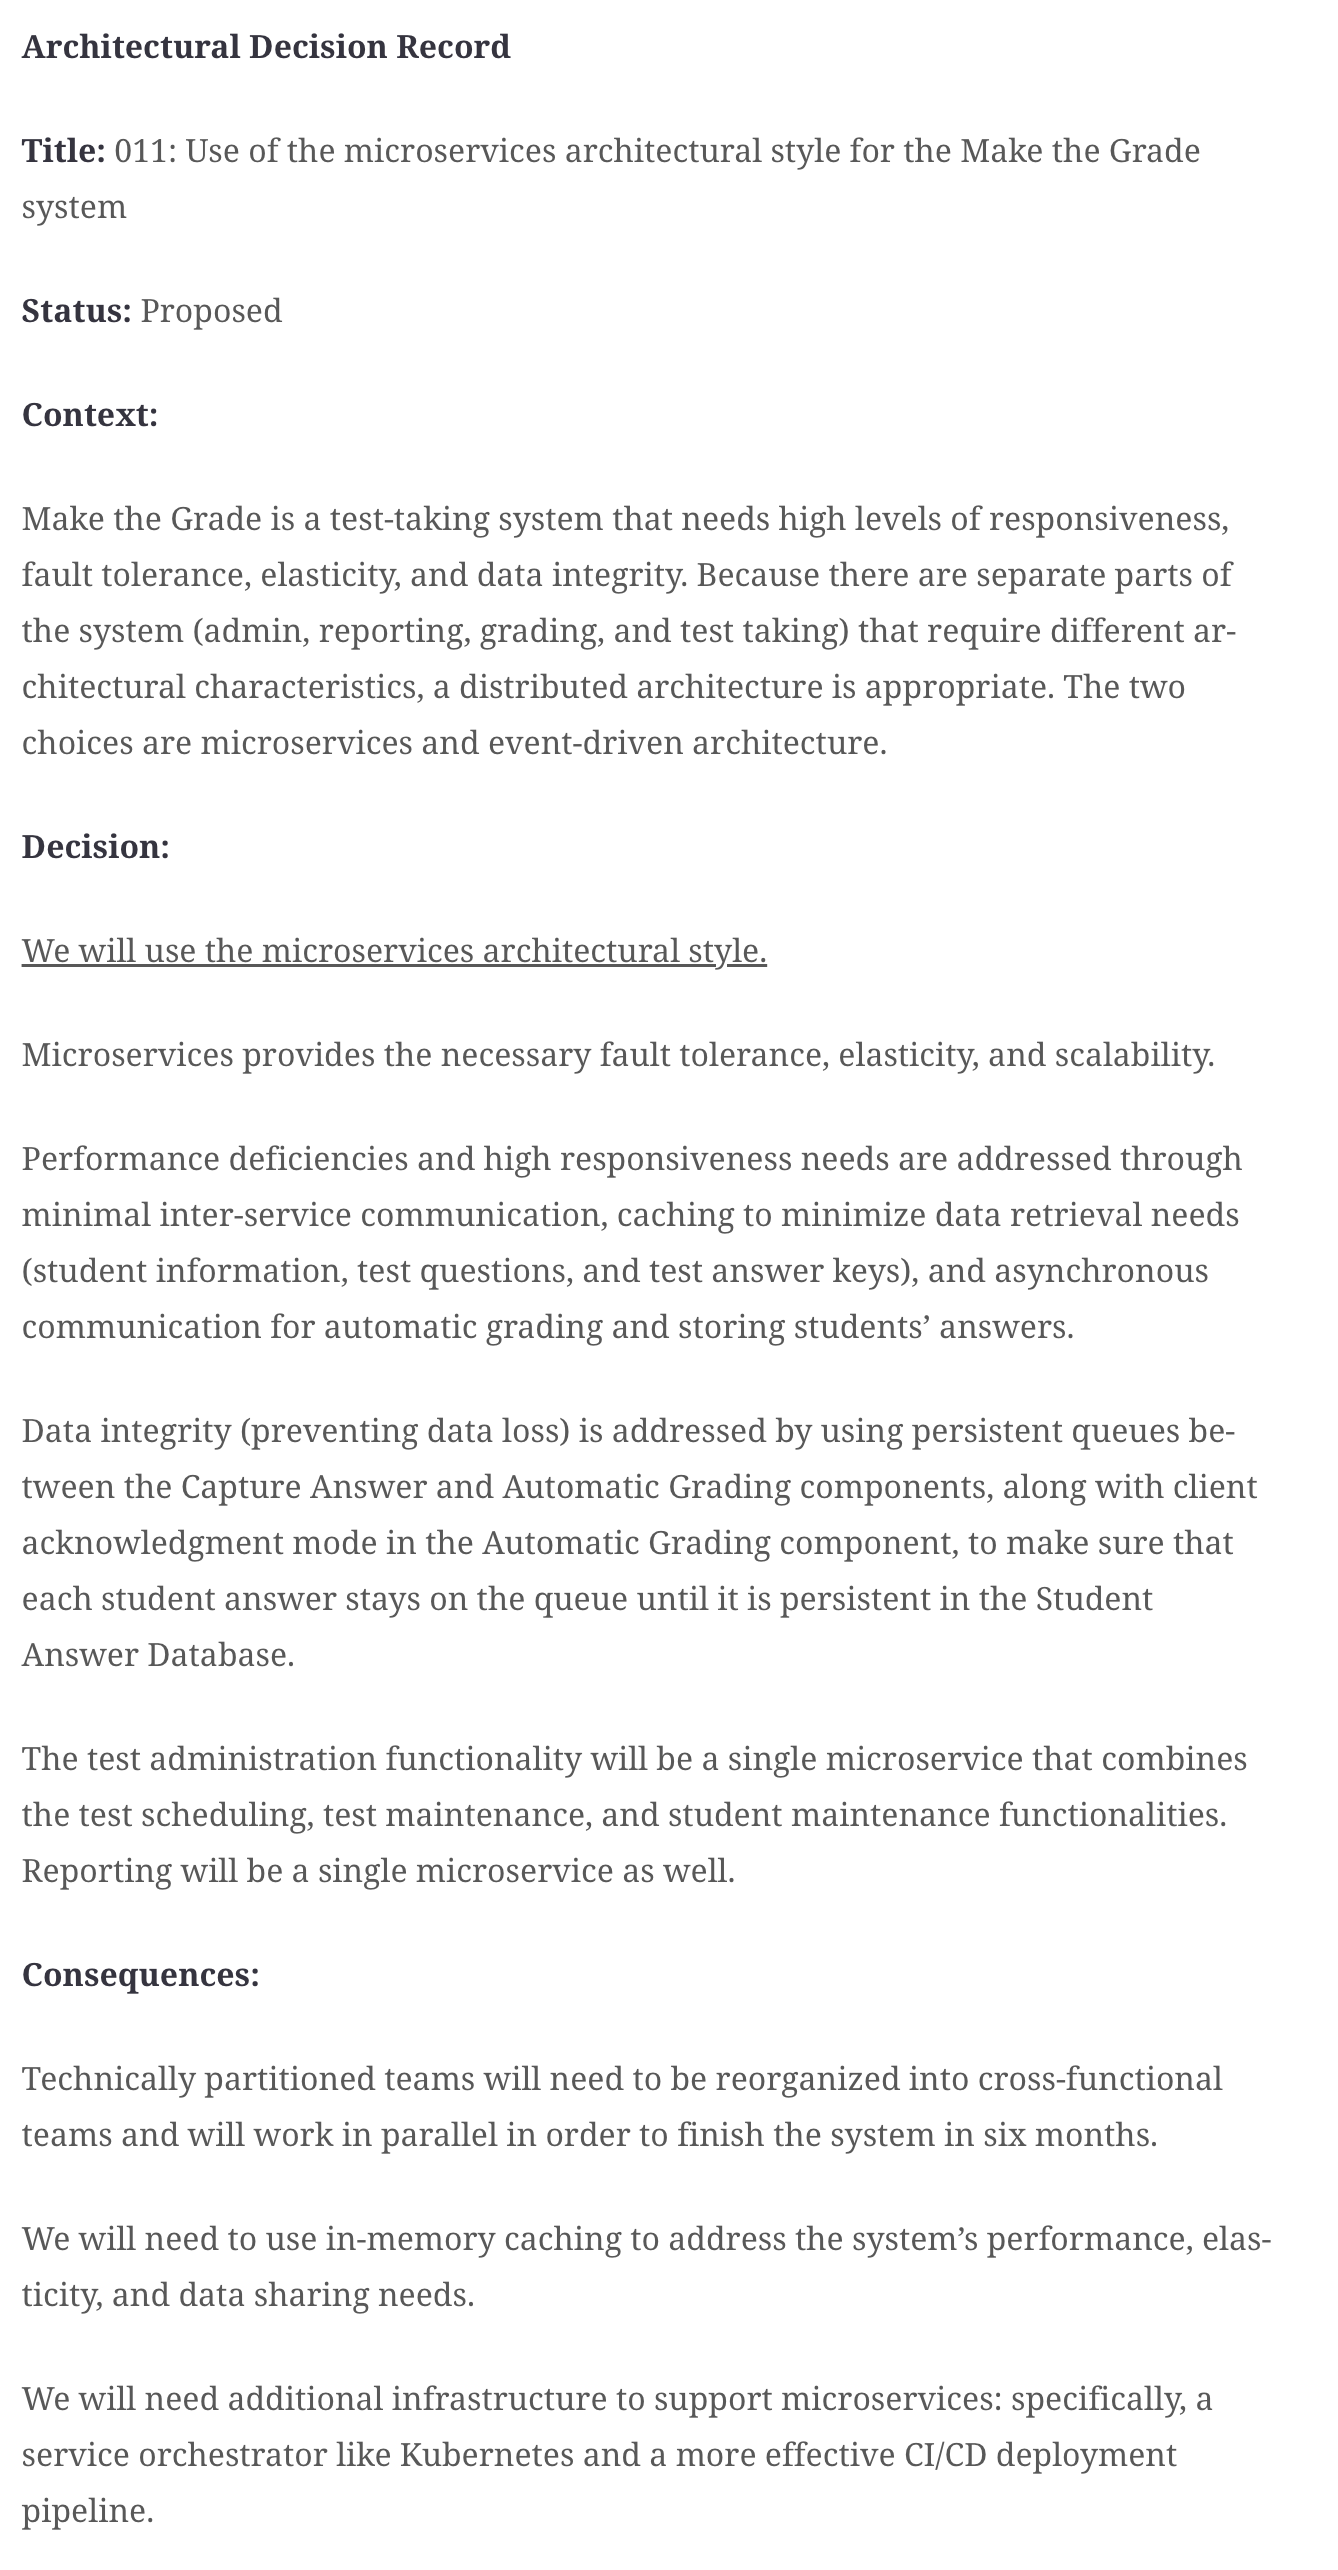 Architectural Decision Record
Title: 011: Use of the microservices architectural style for the Make the Grade
system
Status: Proposed
Context:
Make the Grade is a test-taking system that needs high levels of responsiveness,
fault tolerance, elasticity, and data integrity. Because there are separate parts of
the system (admin, reporting, grading, and test taking) that require different ar-
chitectural characteristics, a distributed architecture is appropriate. The two
choices are microservices and event-driven architecture.
Decision:
We will use the microservices architectural style.
Microservices provides the necessary fault tolerance, elasticity, and scalability.
Performance deficiencies and high responsiveness needs are addressed through
minimal inter-service communication, caching to minimize data retrieval needs
(student information, test questions, and test answer keys), and asynchronous
communication for automatic grading and storing students’ answers.
Data integrity (preventing data loss) is addressed by using persistent queues be-
tween the Capture Answer and Automatic Grading components, along with client
acknowledgment mode in the Automatic Grading component, to make sure that
each student answer stays on the queue until it is persistent in the Student
Answer Database.
The test administration functionality will be a single microservice that combines
the test scheduling, test maintenance, and student maintenance functionalities.
Reporting will be a single microservice as well.
Consequences:
Technically partitioned teams will need to be reorganized into cross-functional
teams and will work in parallel in order to finish the system in six months.
We will need to use in-memory caching to address the system’s performance, elas-
ticity, and data sharing needs.
We will need additional infrastructure to support microservices: specifically, a
service orchestrator like Kubernetes and a more effective CI/CD deployment
pipeline.